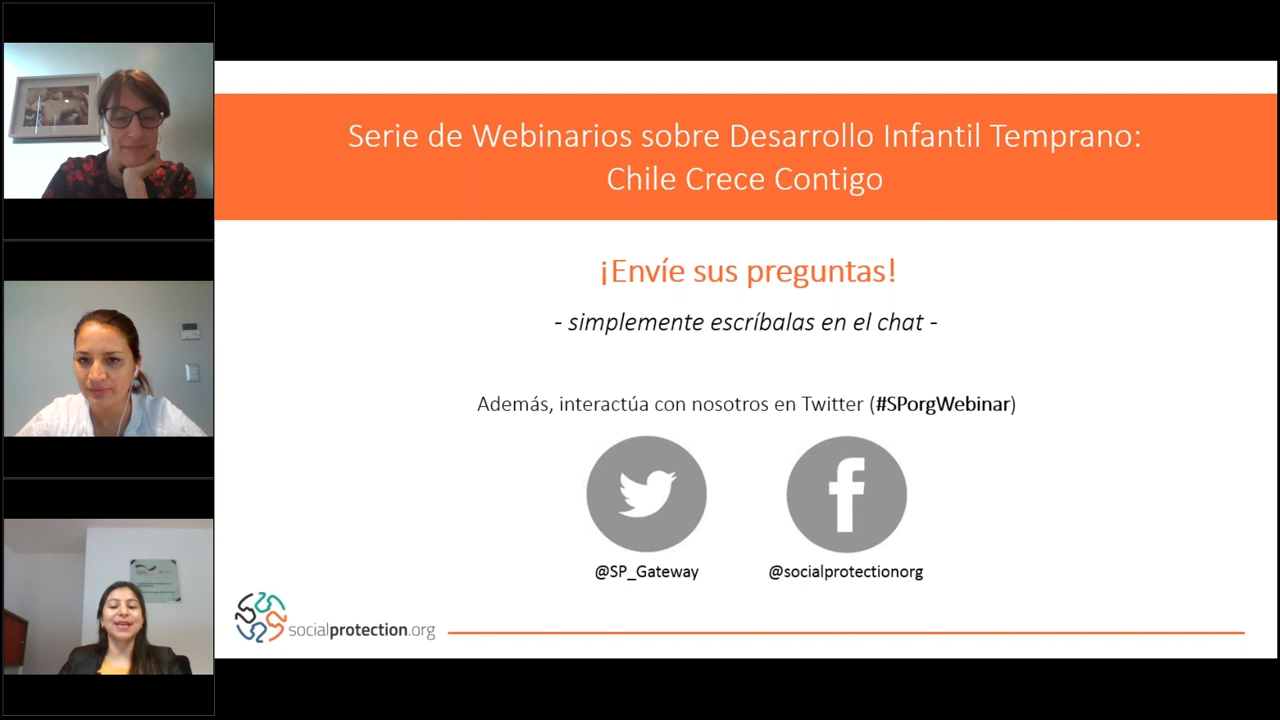 Serie de Webinarios sobre Desarrollo Infantil Temprano:
Chile Crece Contigo
¡Envíe sus preguntas!
- simplemente escríbalas en el chat -
Además, interactúa con nosotros en Twitter (#SPorgWebinar)
@SP_Gateway
@socialprotectionorg
socialprotection.org